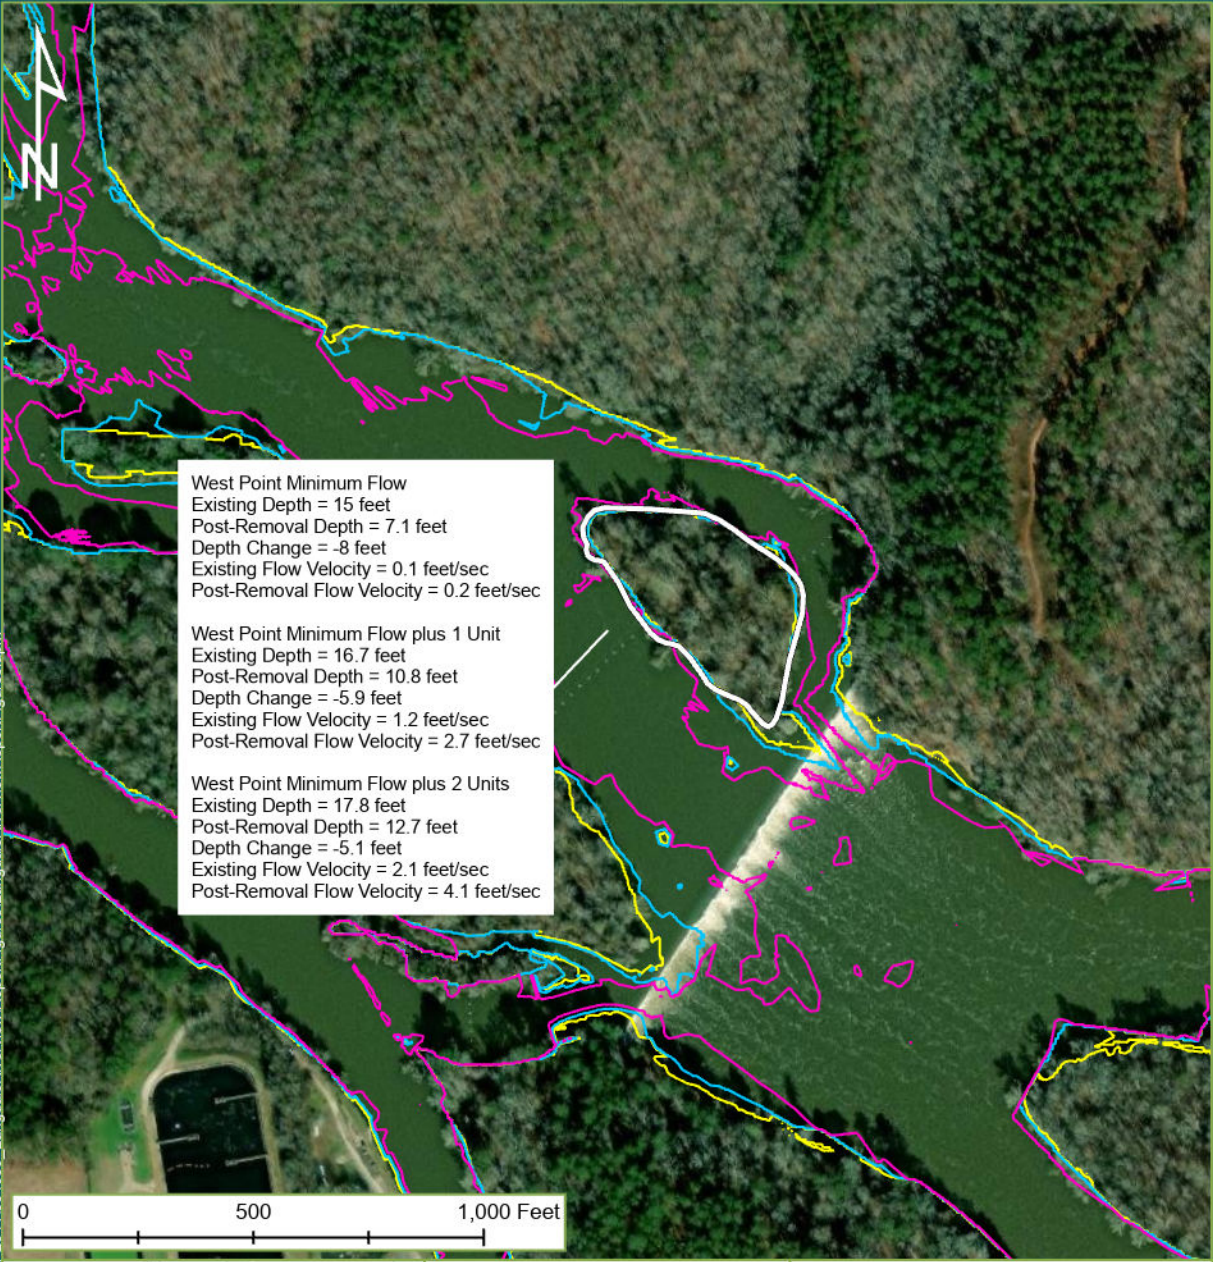 N
West Point Minimum Flow
Existing Depth = 15 feet
Post-Removal Depth = 7.1 feet
Depth Change = -8 feet
Existing Flow Velocity = 0.1 feet/sec
Post-Removal Flow Velocity = 0.2 feet/sec
West Point Minimum Flow plus 1 Unit
Existing Depth = 16.7 feet
Post-Removal Depth = 10.8 feet
Depth Change = -5.9 feet
Existing Flow Velocity = 1.2 feet/sec
Post-Removal Flow Velocity = 2.7 feet/sec
West Point Minimum Flow plus 2 Units
Existing Depth = 17.8 feet
Post-Removal Depth = 12.7 feet
Depth Change = -5.1 feet
Existing Flow Velocity = 2.1 feet/sec
Post-Removal Flow Velocity = 4.1 feet/sec
0 500 1,000 Feet